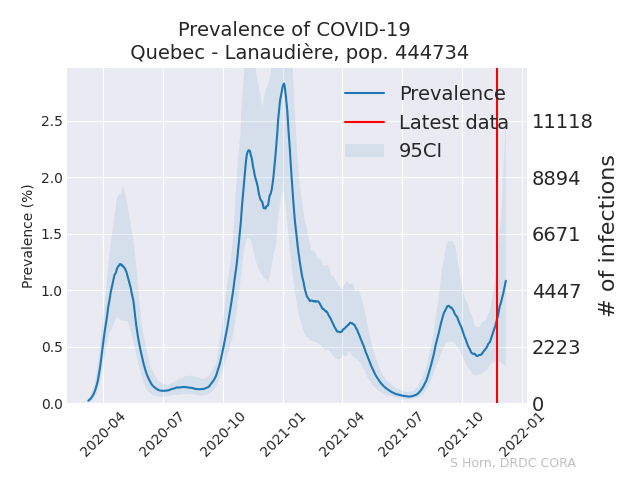 Prevalence of COVID-19
Quebec - Lanaudière, pop. 444734
Prevalence
Latest data
95CI
Prevalence (%)
2.5
2.0
1.5
1.0
0.5
0.0
11118
8894
6671
4447
2223
0
# of infections
2020-04
2020-07
2020-10
2021-01
2021-04
2021-07
2021-10
2022-01
S Horn, DRDC CORA